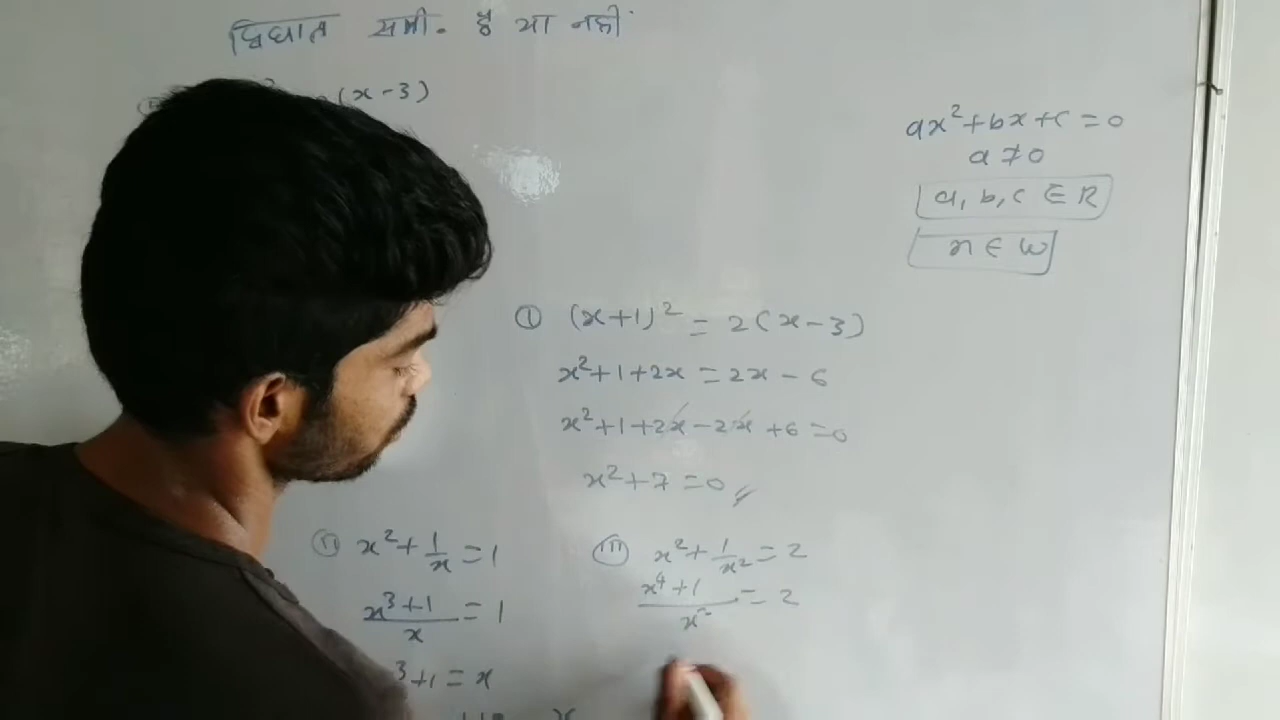 द्विघात समी. है या नहीं
(x-3)
ax²+bx+c=0
a≠0
a, b, c ∈ R
n ∈ W
① (x+1)² = 2(x-3)
x²+1+2x = 2x-6
x²+1+2x-2x+6=0
x²+7=0
(ii) x²+1/x=1
(x³+1)/x = 1
³+1=x
(iii) x²+1/x²=2
(x⁴+1)/x² = 2